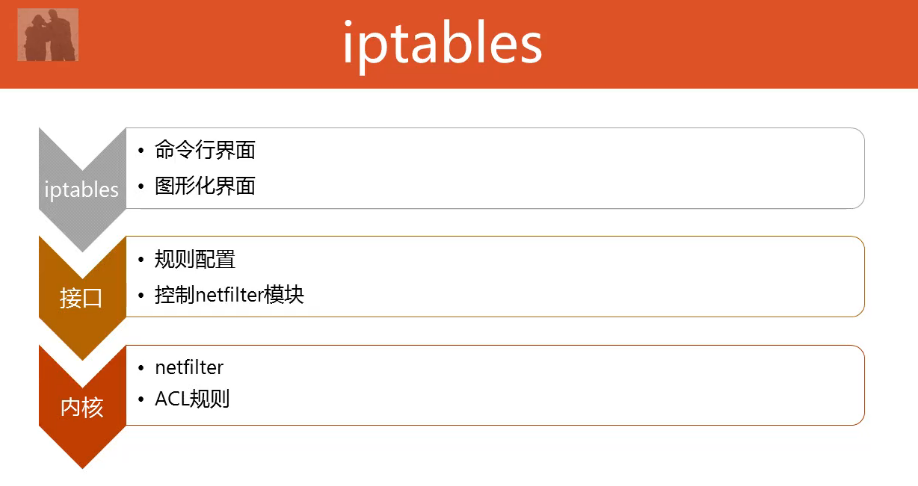 iptables
iptables
• 命令行界面
• 图形化界面
接口
• 规则配置
• 控制netfilter模块
内核
• netfilter
• ACL规则